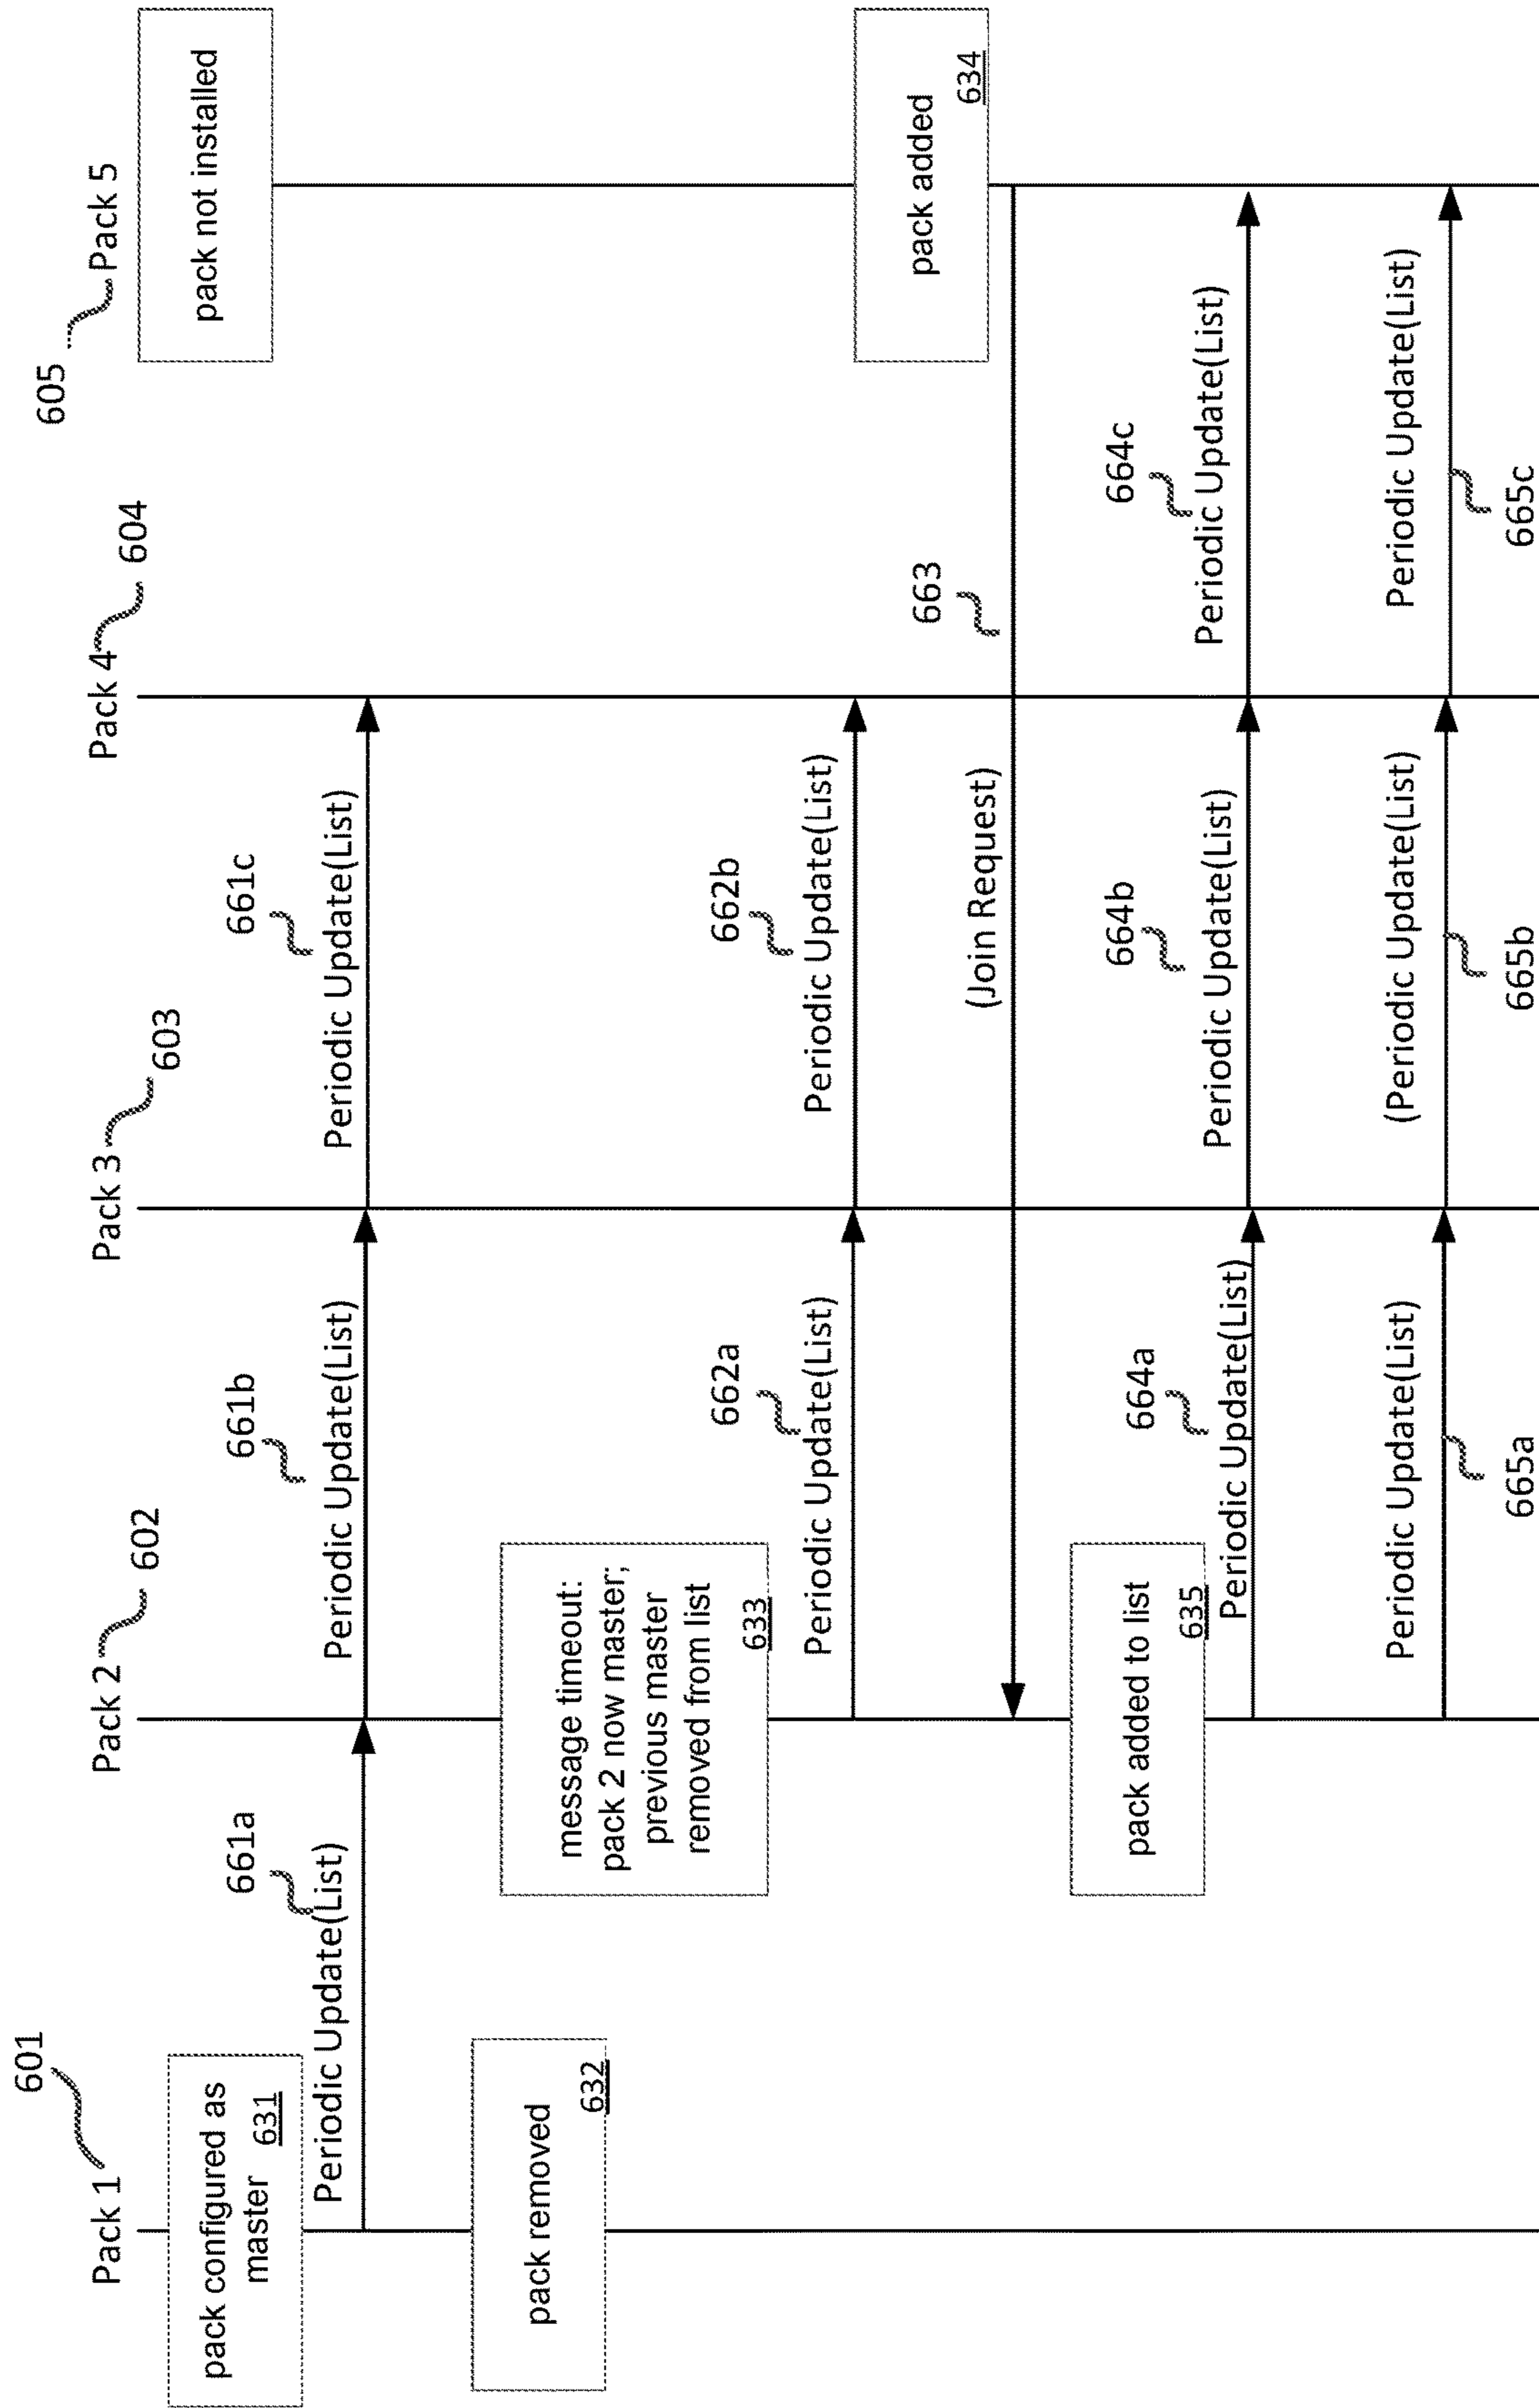 601
Pack 1
Pack 2
602
Pack 3
603
Pack 4
604
605
Pack 5
pack configured as
master 631
pack not installed
661a
Periodic Update(List)
661b
Periodic Update(List)
661c
Periodic Update(List)
pack removed
632
message timeout:
pack 2 now master;
previous master
removed from list
633
662a
Periodic Update(List)
662b
Periodic Update(List)
pack added
634
663
(Join Request)
pack added to list
635
664a
Periodic Update(List)
664b
Periodic Update(List)
664c
Periodic Update(List)
Periodic Update(List)
665a
(Periodic Update(List)
665b
Periodic Update(List)
665c